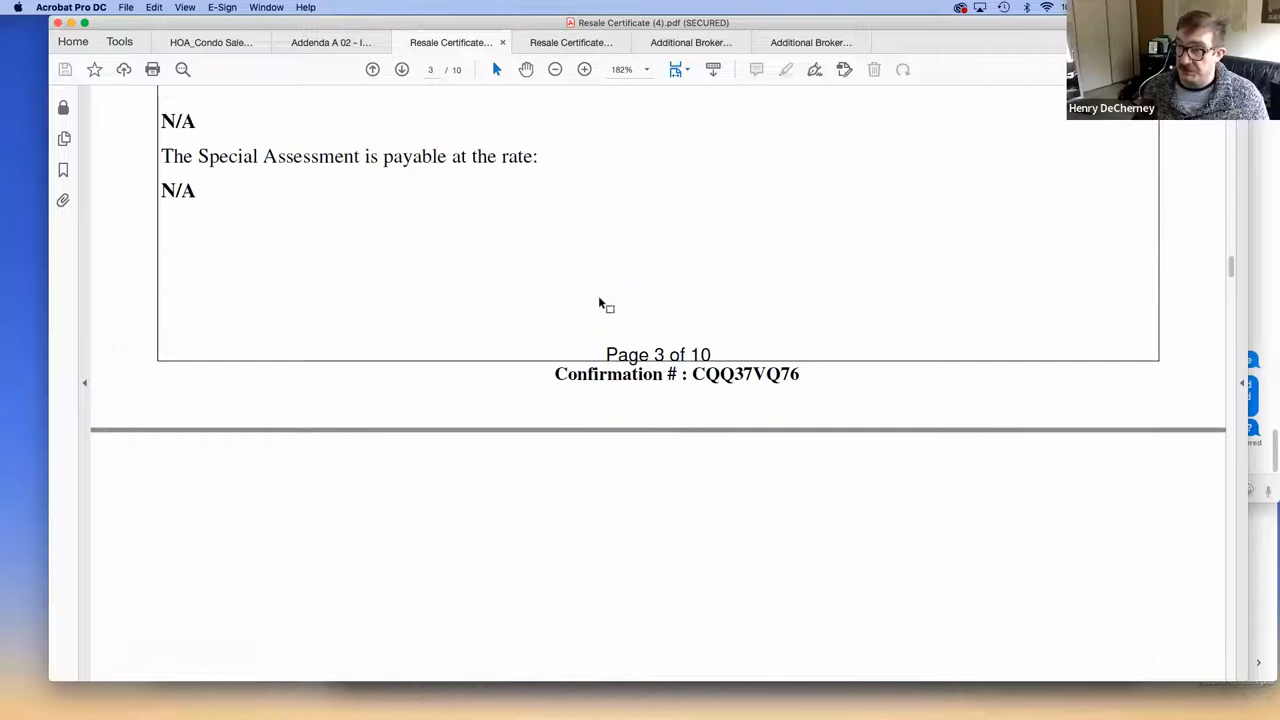 Acrobat Pro DC File Edit View E-Sign Window Help
Resale Certificate (4).pdf (SECURED)
Home Tools HOA_Condo Sale... Addenda A 02 - I... Resale Certificate... × Resale Certificate... Additional Broker... Additional Broker...
3 / 10 182%
Henry DeCherney
N/A
The Special Assessment is payable at the rate:
N/A
Page 3 of 10
Confirmation # : CQQ37VQ76